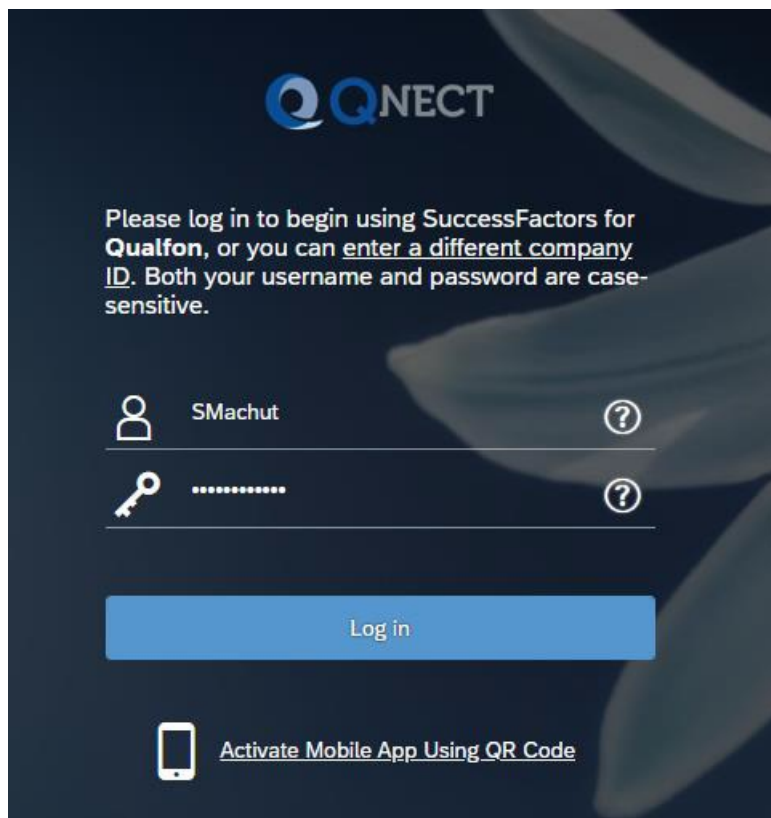 QNECT
Please log in to begin using SuccessFactors for
Qualfon, or you can enter a different company
ID. Both your username and password are case-
sensitive.
SMachut
••••••••••••
Log in
Activate Mobile App Using QR Code